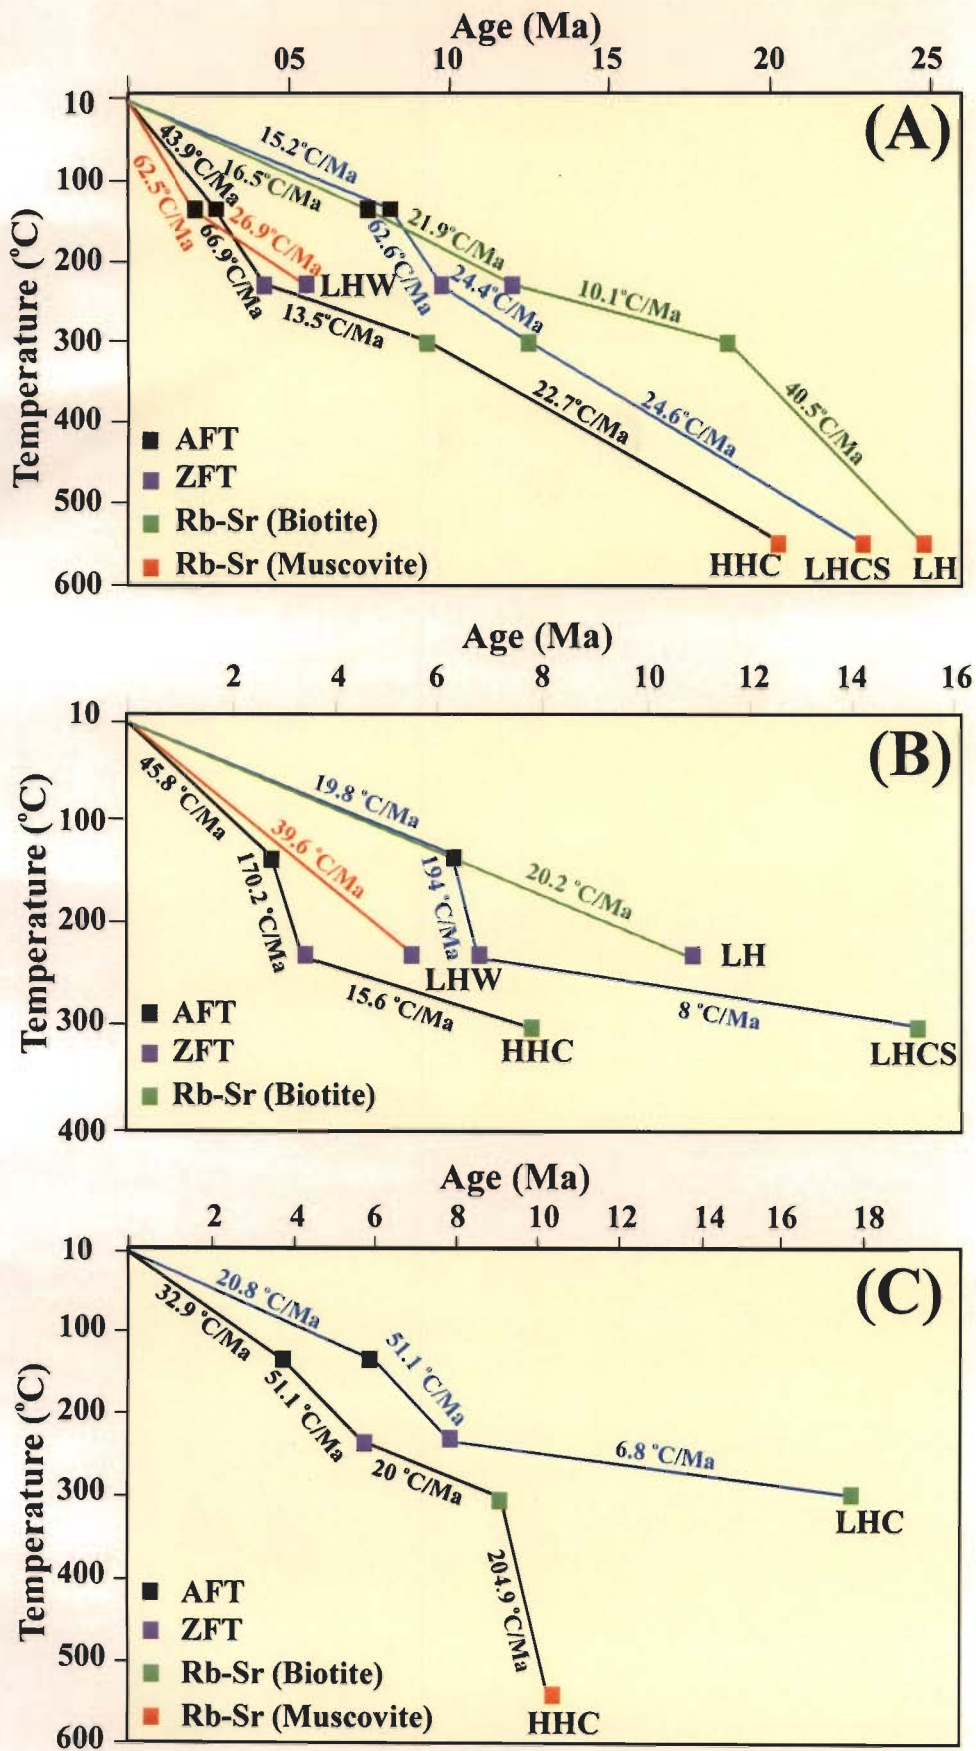 Age (Ma)
05 10 15 20 25
10
100
200
300
400
500
600
Temperature (°C)
(A)
15.2°C/Ma
43.9°C/Ma
16.5°C/Ma
62.5°C/Ma
26.9°C/Ma
66.9°C/Ma
62.6°C/Ma
21.9°C/Ma
24.4°C/Ma
10.1°C/Ma
LHW
13.5°C/Ma
22.7°C/Ma
24.6°C/Ma
40.5°C/Ma
AFT
ZFT
Rb-Sr (Biotite)
Rb-Sr (Muscovite)
HHC LHCS LH
Age (Ma)
2 4 6 8 10 12 14 16
10
100
200
300
400
Temperature (°C)
(B)
45.8 °C/Ma
19.8 °C/Ma
39.6 °C/Ma
170.2 °C/Ma
194 °C/Ma
20.2 °C/Ma
LH
LHW
15.6 °C/Ma
8 °C/Ma
HHC
LHCS
AFT
ZFT
Rb-Sr (Biotite)
Age (Ma)
2 4 6 8 10 12 14 16 18
10
100
200
300
400
500
600
Temperature (°C)
(C)
20.8 °C/Ma
32.9 °C/Ma
51.1 °C/Ma
51.1 °C/Ma
20 °C/Ma
6.8 °C/Ma
LHC
204.9 °C/Ma
AFT
ZFT
Rb-Sr (Biotite)
Rb-Sr (Muscovite)
HHC